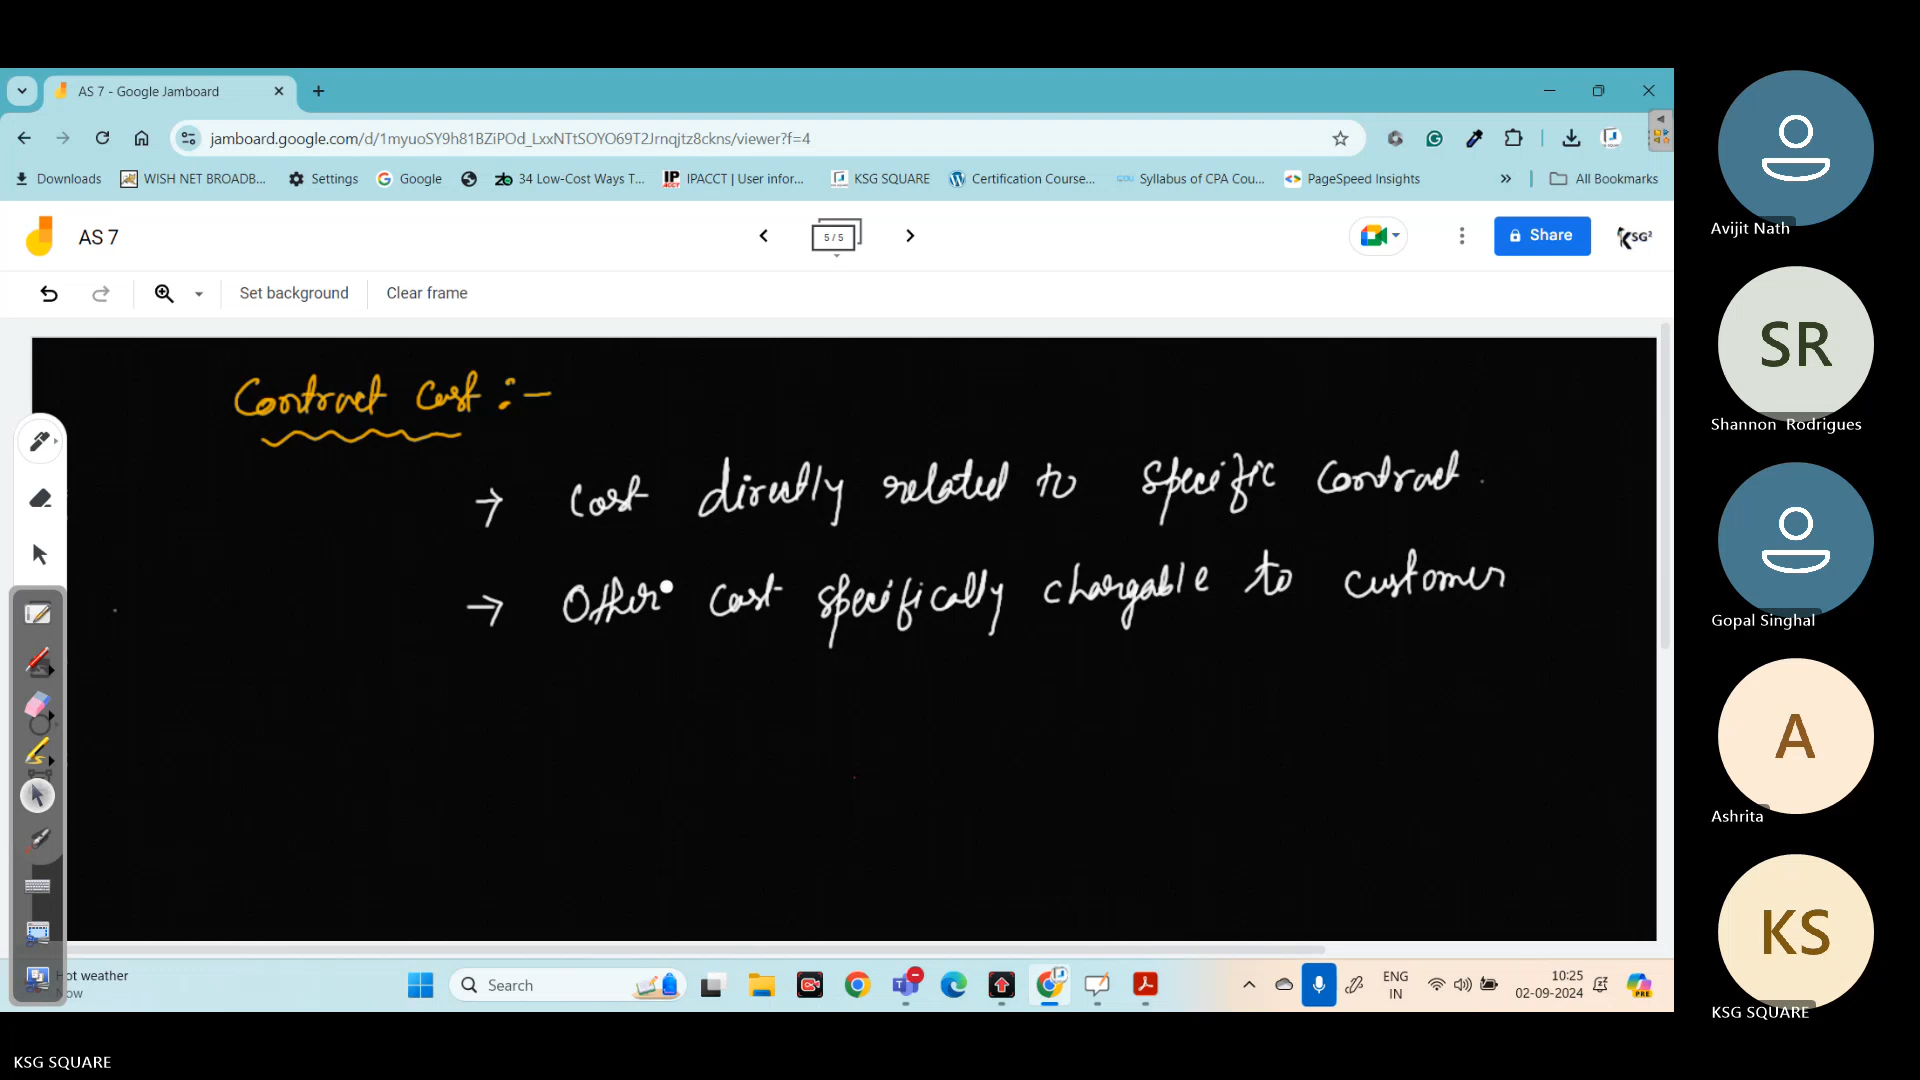 AS 7 - Google Jamboard
jamboard.google.com/d/1myuoSY9h81BZiPOd_LxxNTtSOYO69T2Jrnqjtz8ckns/viewer?f=4
Downloads WISH NET BROADB... Settings Google 34 Low-Cost Ways T... IPACCT | User infor... KSG SQUARE Certification Course... Syllabus of CPA Cou... PageSpeed Insights » All Bookmarks
AS 7
5 / 5
Share
KSG²
Set background Clear frame
Contract Cost :-
→ Cost directly related to specific contract.
→ Other cost specifically chargable to customer
Hot weather
Now
Search
ENG
IN
10:25
02-09-2024
Avijit Nath
SR
Shannon Rodrigues
Gopal Singhal
A
Ashrita
KS
KSG SQUARE
KSG SQUARE